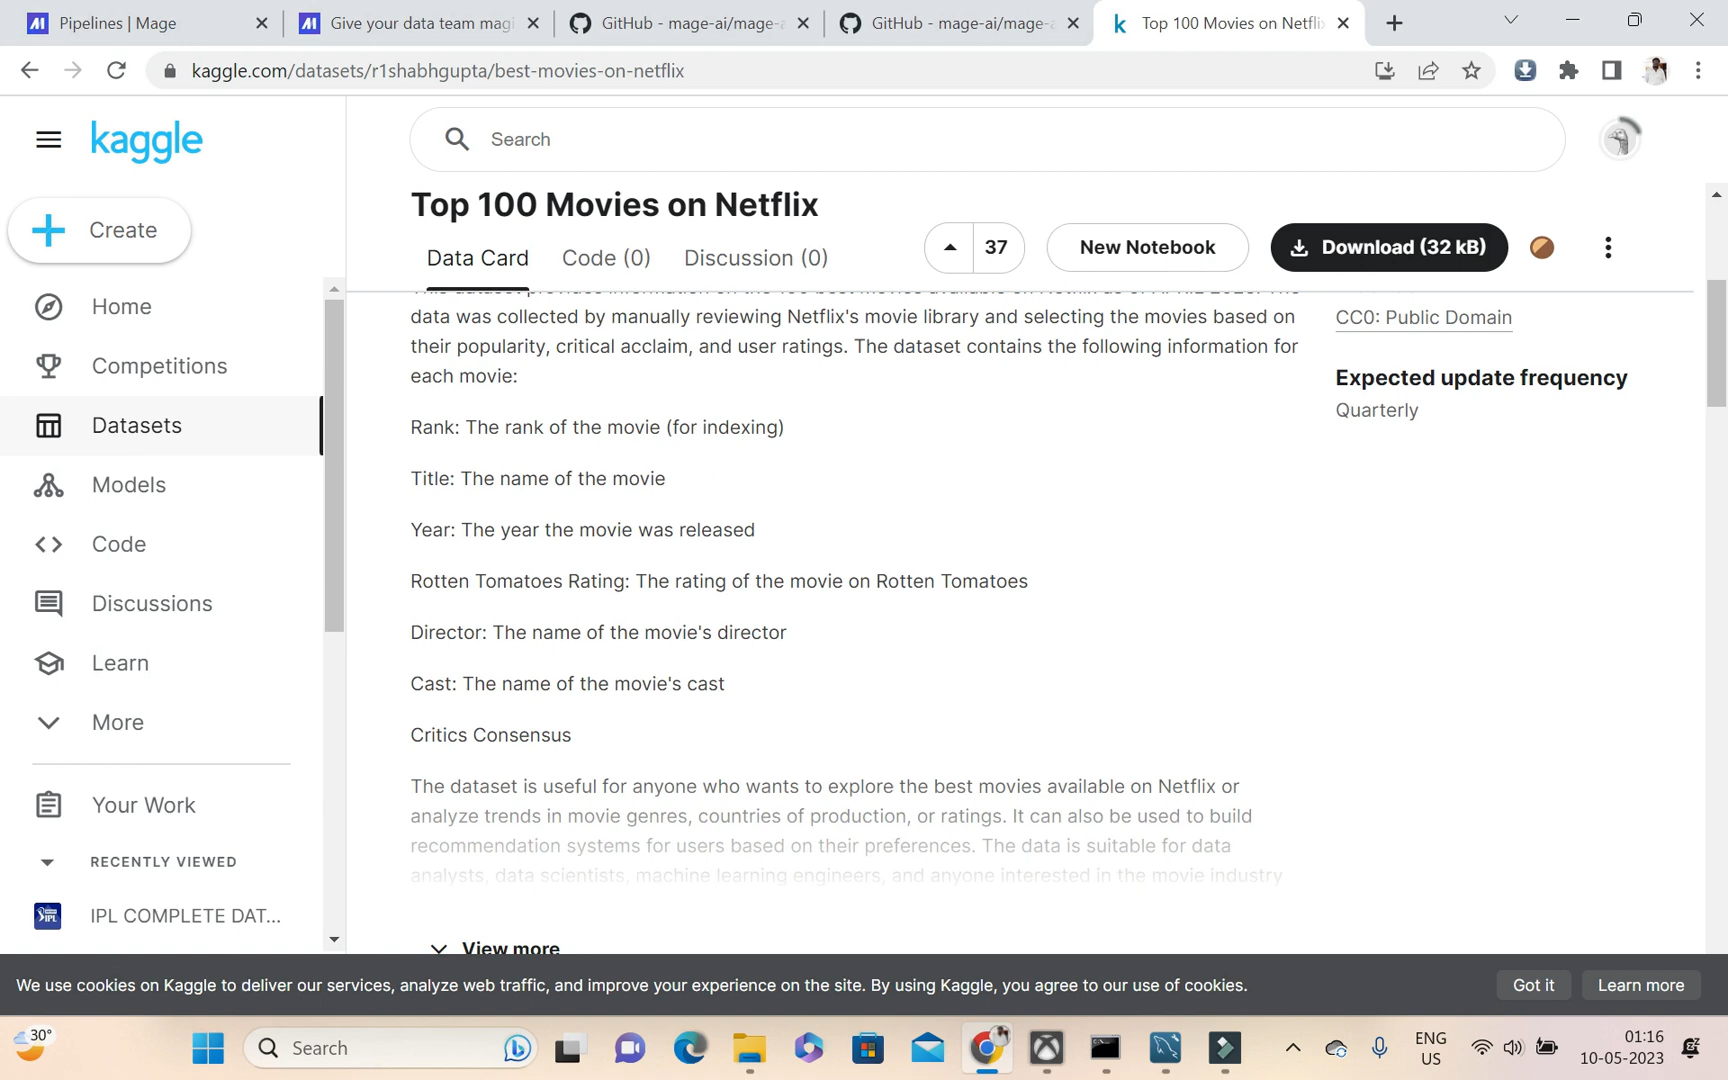 Pipelines | Mage
Give your data team magi
GitHub - mage-ai/mage-
GitHub - mage-ai/mage-a
Top 100 Movies on Netflix
kaggle.com/datasets/r1shabhgupta/best-movies-on-netflix
kaggle
Search
Create
Top 100 Movies on Netflix
Data Card
Code (0)
Discussion (0)
37
New Notebook
Download (32 kB)
Home
Competitions
Datasets
Models
Code
Discussions
Learn
More
Your Work
RECENTLY VIEWED
IPL COMPLETE DAT...
data was collected by manually reviewing Netflix's movie library and selecting the movies based on
their popularity, critical acclaim, and user ratings. The dataset contains the following information for
each movie:
Rank: The rank of the movie (for indexing)
Title: The name of the movie
Year: The year the movie was released
Rotten Tomatoes Rating: The rating of the movie on Rotten Tomatoes
Director: The name of the movie's director
Cast: The name of the movie's cast
Critics Consensus
The dataset is useful for anyone who wants to explore the best movies available on Netflix or
analyze trends in movie genres, countries of production, or ratings. It can also be used to build
recommendation systems for users based on their preferences. The data is suitable for data
analysts, data scientists, machine learning engineers, and anyone interested in the movie industry
View more
CC0: Public Domain
Expected update frequency
Quarterly
We use cookies on Kaggle to deliver our services, analyze web traffic, and improve your experience on the site. By using Kaggle, you agree to our use of cookies.
Got it
Learn more
30°
Search
ENG
US
01:16
10-05-2023